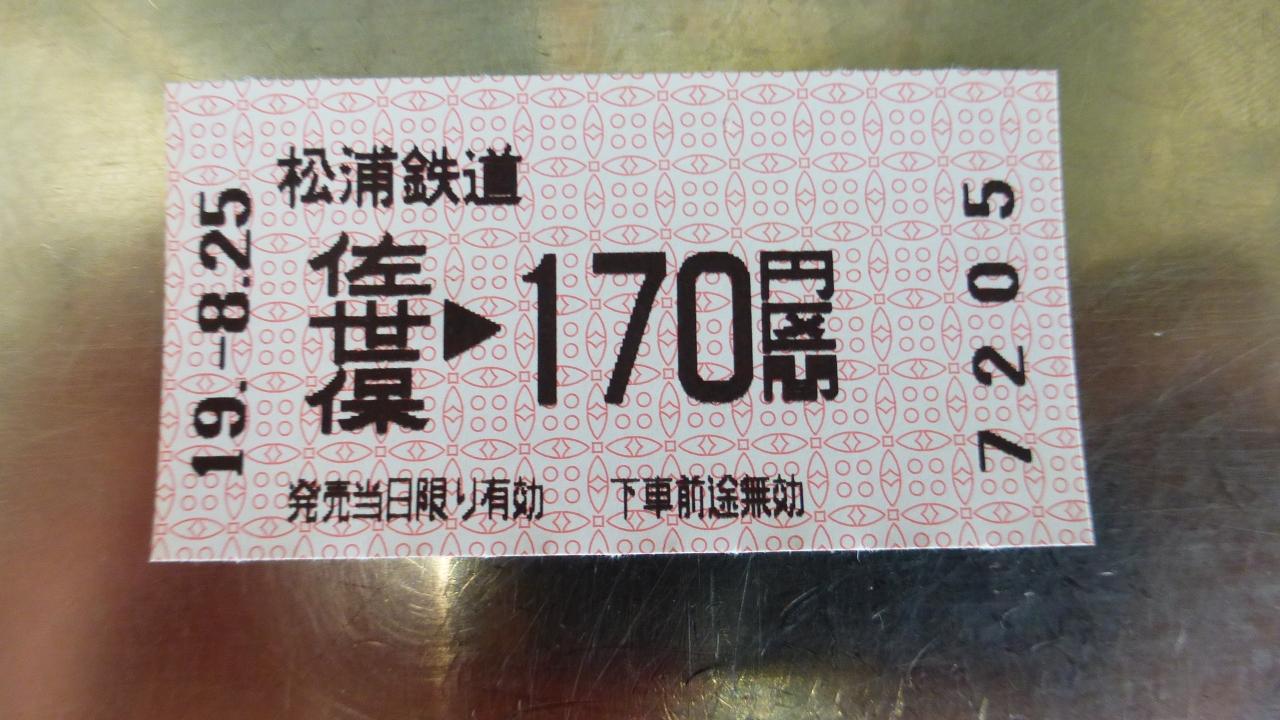 松浦鉄道
佐世保▶170円区間
発売当日限り有効 下車前途無効
19.-8.25
7205